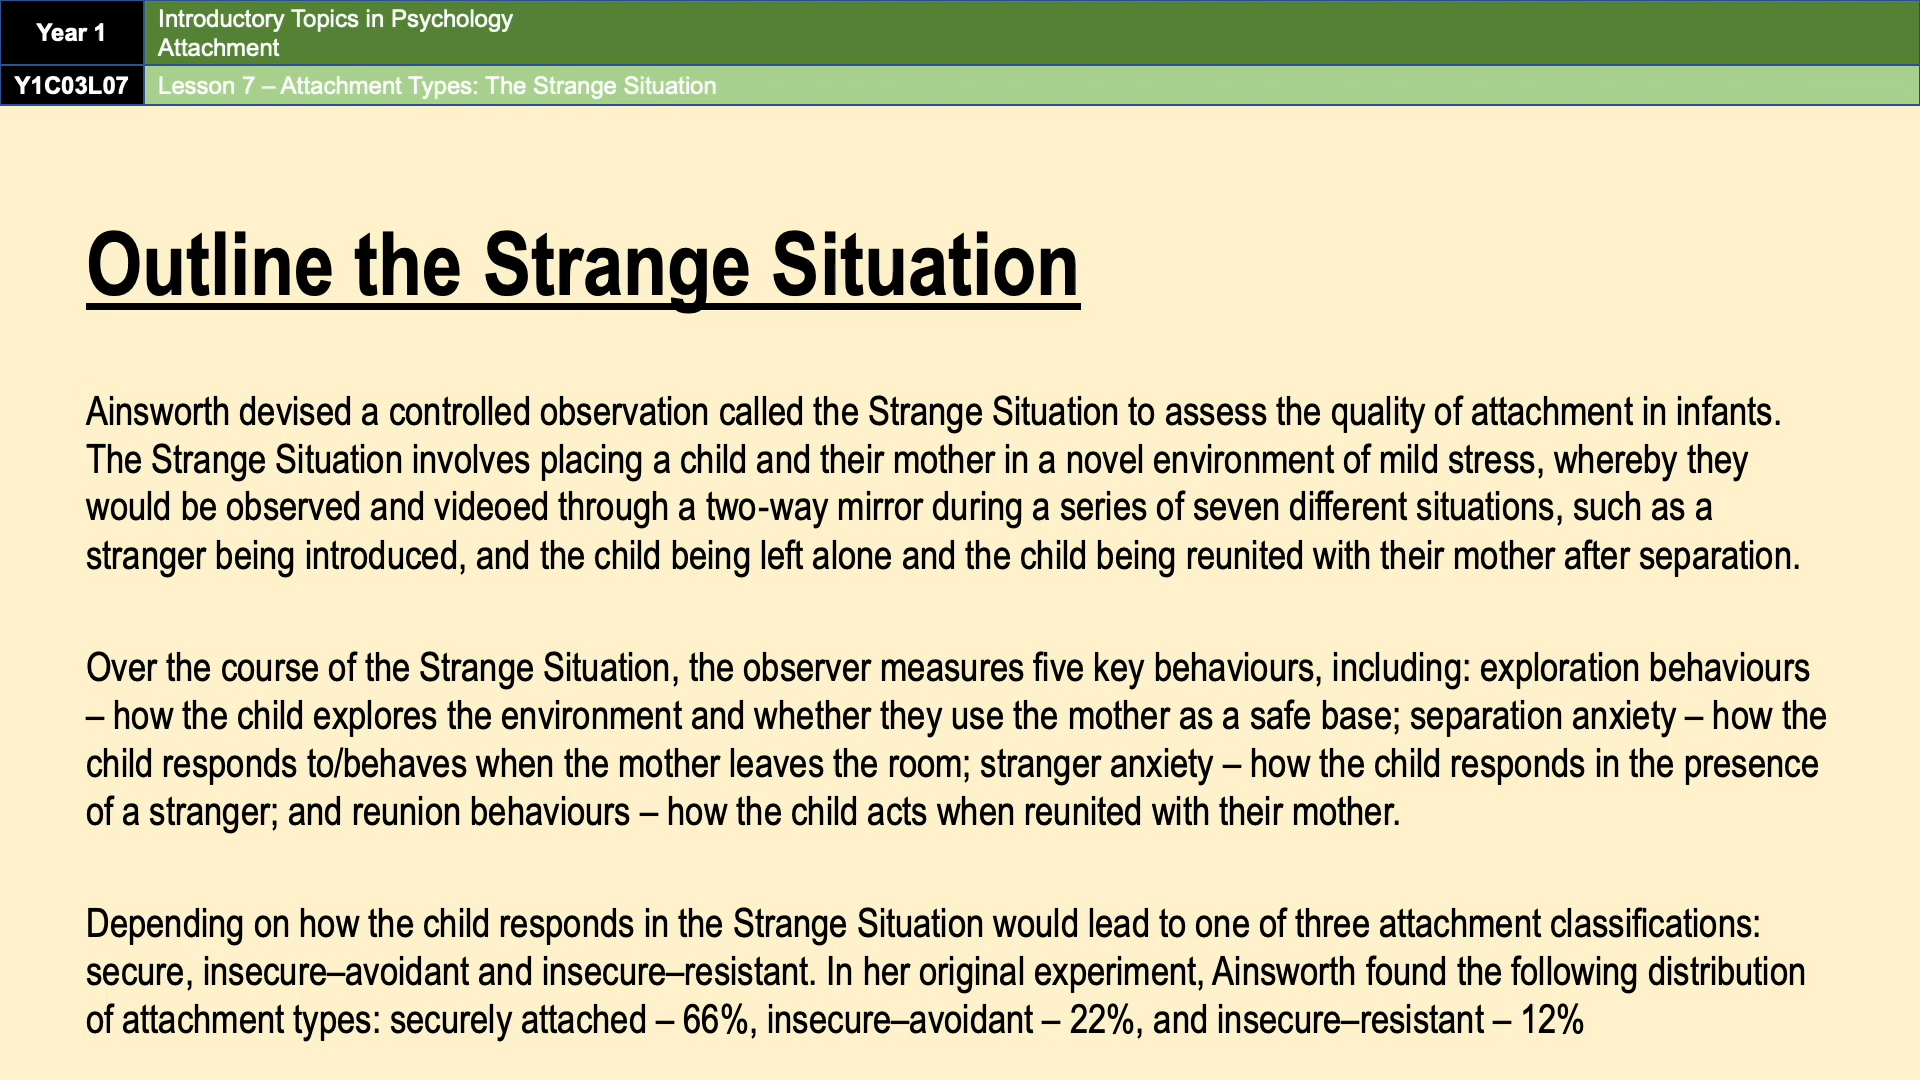 Year 1
Introductory Topics in Psychology
Attachment
Y1C03L07
Lesson 7 – Attachment Types: The Strange Situation
Outline the Strange Situation
Ainsworth devised a controlled observation called the Strange Situation to assess the quality of attachment in infants.
The Strange Situation involves placing a child and their mother in a novel environment of mild stress, whereby they
would be observed and videoed through a two-way mirror during a series of seven different situations, such as a
stranger being introduced, and the child being left alone and the child being reunited with their mother after separation.
Over the course of the Strange Situation, the observer measures five key behaviours, including: exploration behaviours
– how the child explores the environment and whether they use the mother as a safe base; separation anxiety – how the
child responds to/behaves when the mother leaves the room; stranger anxiety – how the child responds in the presence
of a stranger; and reunion behaviours – how the child acts when reunited with their mother.
Depending on how the child responds in the Strange Situation would lead to one of three attachment classifications:
secure, insecure–avoidant and insecure–resistant. In her original experiment, Ainsworth found the following distribution
of attachment types: securely attached – 66%, insecure–avoidant – 22%, and insecure–resistant – 12%